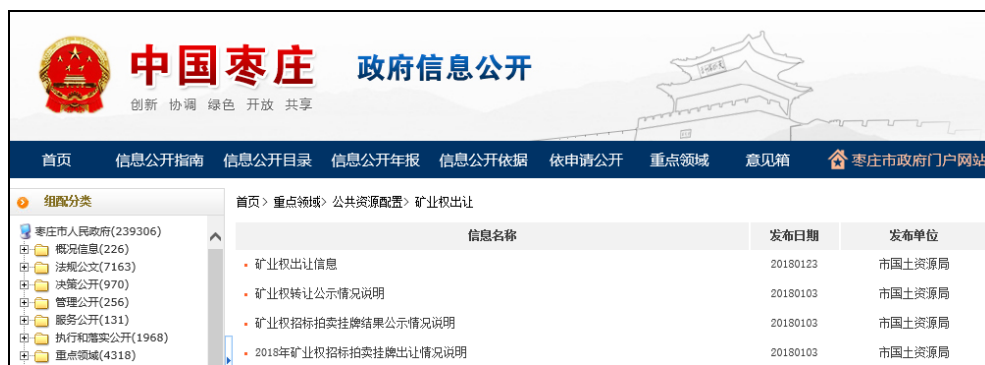 中国枣庄 政府信息公开
创新 协调 绿色 开放 共享
首页 信息公开指南 信息公开目录 信息公开年报 信息公开依据 依申请公开 重点领域 意见箱 枣庄市政府门户网站
组配分类
首页> 重点领域> 公共资源配置> 矿业权出让
枣庄市人民政府(239306)
概况信息(226)
法规公文(7163)
决策公开(970)
管理公开(256)
服务公开(131)
执行和落实公开(1968)
重点领域(4318)
信息名称 发布日期 发布单位
矿业权出让信息 20180123 市国土资源局
矿业权转让公示情况说明 20180103 市国土资源局
矿业权招标拍卖挂牌结果公示情况说明 20180103 市国土资源局
2018年矿业权招标拍卖挂牌出让情况说明 20180103 市国土资源局